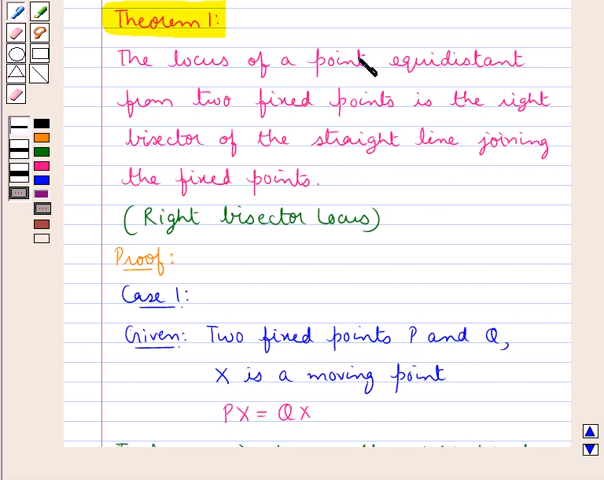 Theorem 1:
The locus of a point equidistant
from two fixed points is the right
bisector of the straight line joining
the fixed points.
(Right bisector Locus)
Proof:
Case 1:
Given: Two fixed points P and Q,
X is a moving point
PX = QX